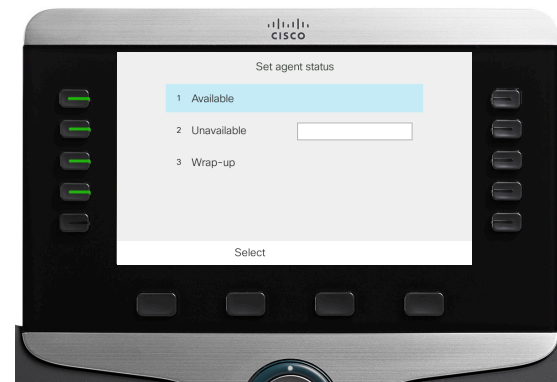 CISCO
Set agent status
1 Available
2 Unavailable
3 Wrap-up
Select